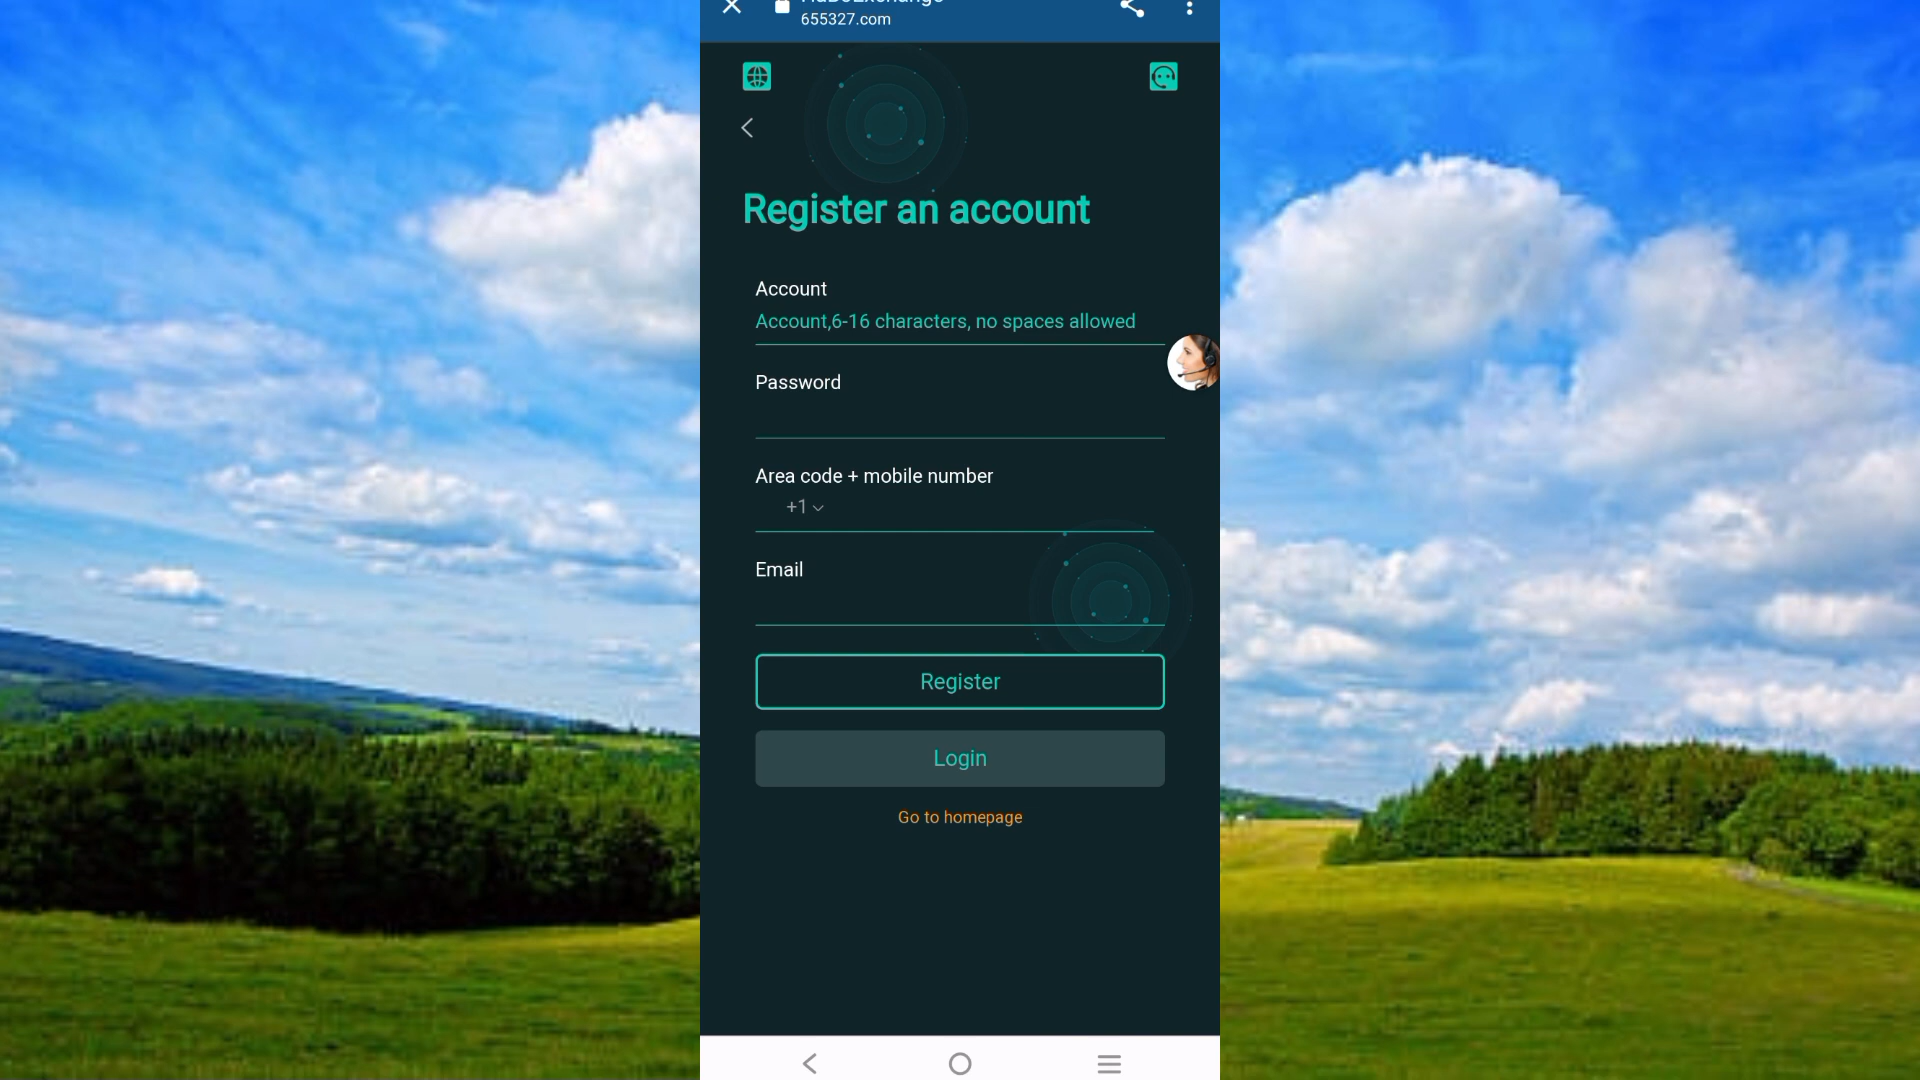 655327.com
Register an account
Account
Account,6-16 characters, no spaces allowed
Password
Area code + mobile number
+1
Email
Register
Login
Go to homepage